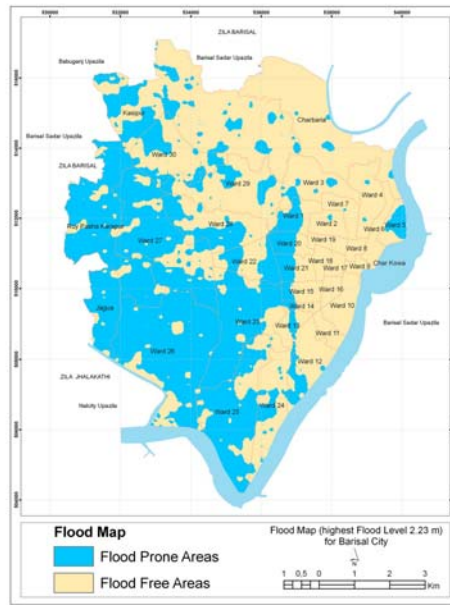 ZILA BARISAL
Babuganj Upazila
Barisal Sadar Upazila
Kasipur
Charbaria
Barisal Sadar Upazila
Ward 30
ZILA BARISAL
Ward 29
Ward 3
Ward 4
Ward 7
Ward 1
Ward 2
Ward 6
Ward 5
Roy Pasha Karapur
Ward 27
Ward 28
Ward 20
Ward 19
Ward 8
Ward 22
Ward 21
Ward 18
Ward 17
Ward 9
Char Kowa
Ward 15
Ward 16
Jagua
Ward 14
Ward 10
Ward 23
Ward 13
Barisal Sadar Upazila
Ward 11
Ward 26
Ward 12
ZILA JHALAKATHI
Nalcity Upazila
Ward 25
Ward 24
Flood Map
Flood Prone Areas
Flood Free Areas
Flood Map (highest Flood Level 2.23 m)
for Barisal City
N
1 0.5 0 1 2 3
Km